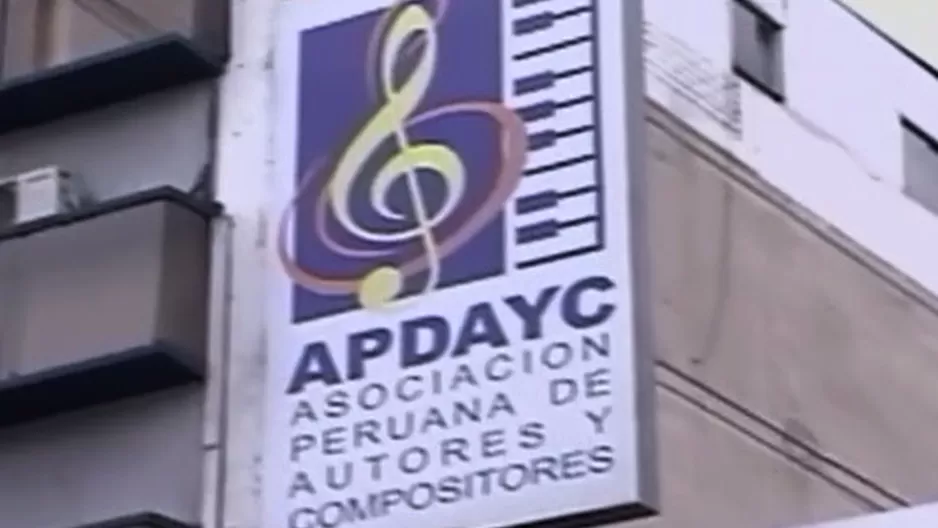 APDAYC
ASOCIACION
PERUANA DE
AUTORES Y
COMPOSITORES